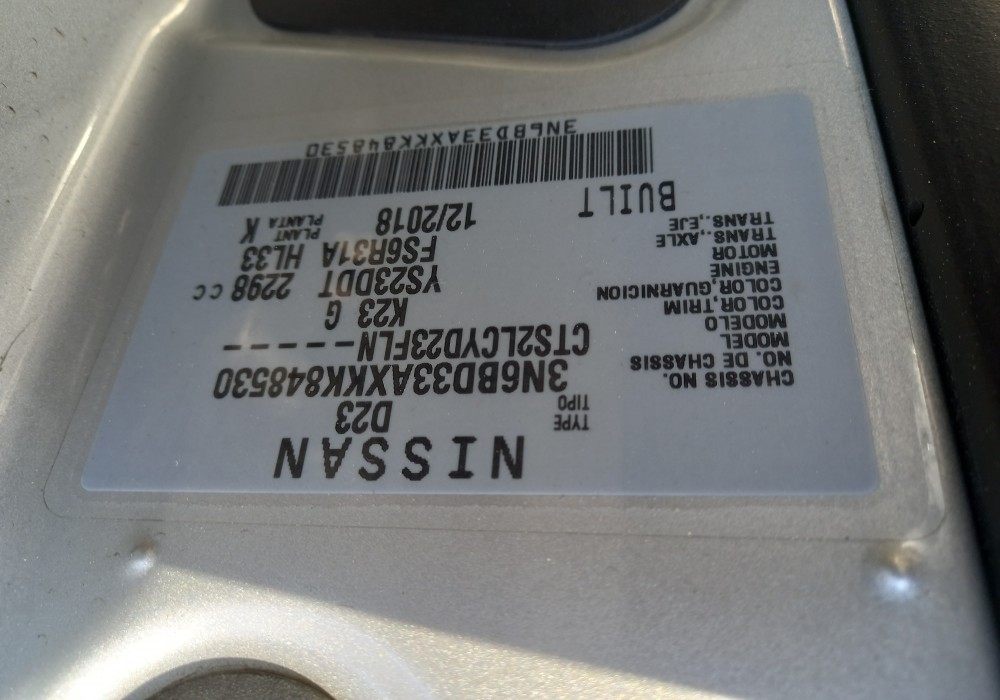 NISSAN
TYPE
TIPO D23
CHASSIS NO.
NO. DE CHASSIS 3N6BD33AXKK848530
MODEL
MODELO CTS2LCYD23FLN-----
COLOR,TRIM
COLOR,GUARNICION K23 G
ENGINE
MOTOR YS23DDT 2298 CC
TRANS.,AXLE
TRANS.,EJE FS6R31A HL33
PLANT
PLANTA K
BUILT 12/2018
3N6BD33AXKK848530